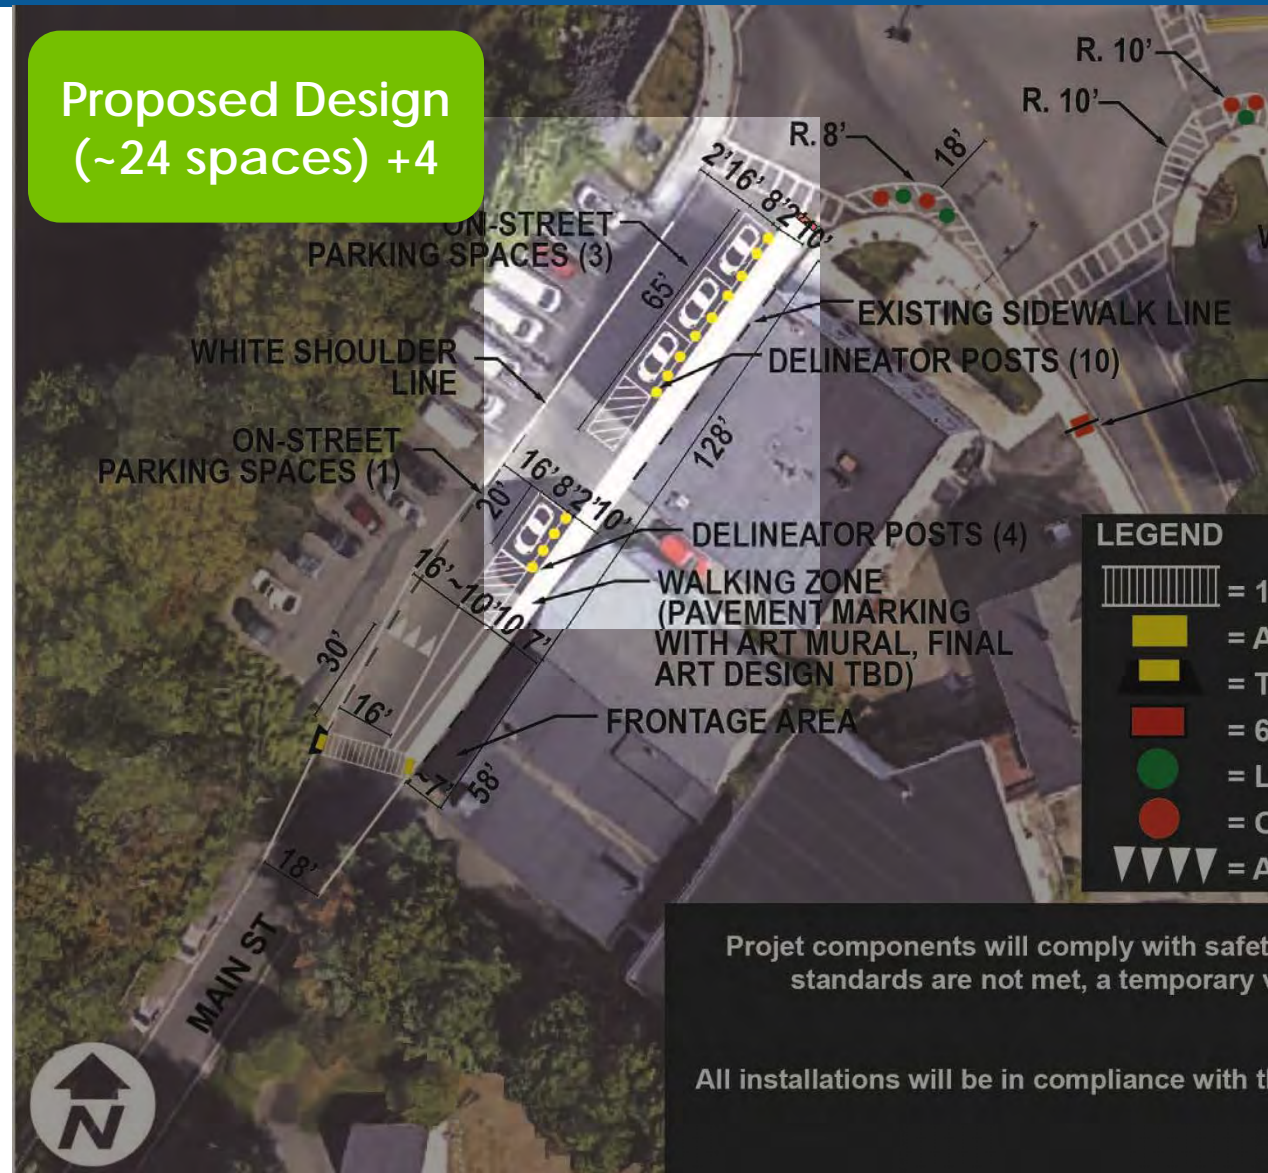 Proposed Design
(~24 spaces) +4
R. 10’
R. 10’
R. 8’
18’
2’
16’
8’
2’
10’
ON-STREET
PARKING SPACES (3)
65’
EXISTING SIDEWALK LINE
WHITE SHOULDER
LINE
DELINEATOR POSTS (10)
ON-STREET
PARKING SPACES (1)
128’
16’
8’
2’
10’
20’
DELINEATOR POSTS (4)
LEGEND
16’
~10’
10’
7’
WALKING ZONE
(PAVEMENT MARKING
WITH ART MURAL, FINAL
ART DESIGN TBD)
= 1
= A
= T
30’
16’
FRONTAGE AREA
= 6
= L
~7’
58’
= C
= A
18’
MAIN ST
Projet components will comply with safet
standards are not met, a temporary v
All installations will be in compliance with th
N